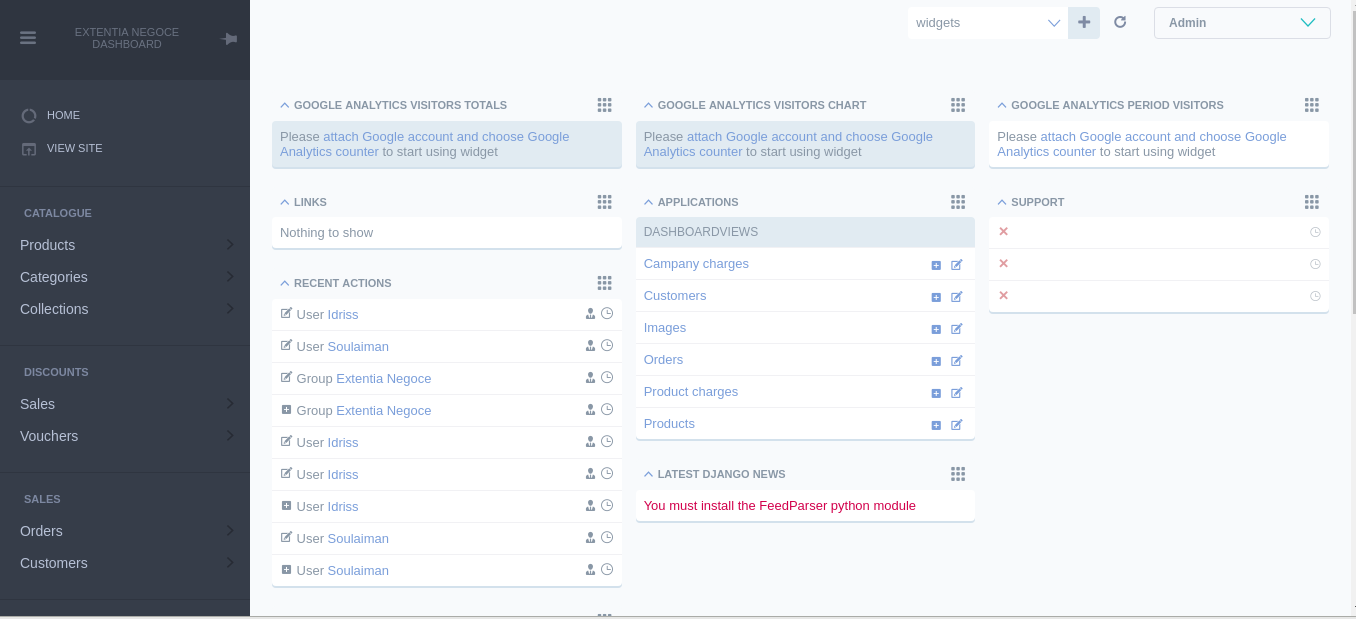 EXTENTIA NEGOCE
DASHBOARD
HOME
VIEW SITE
CATALOGUE
Products
Categories
Collections
DISCOUNTS
Sales
Vouchers
SALES
Orders
Customers
widgets
Admin
GOOGLE ANALYTICS VISITORS TOTALS
Please attach Google account and choose Google
Analytics counter to start using widget
LINKS
Nothing to show
RECENT ACTIONS
User Idriss
User Soulaiman
Group Extentia Negoce
Group Extentia Negoce
User Idriss
User Idriss
User Idriss
User Soulaiman
User Soulaiman
GOOGLE ANALYTICS VISITORS CHART
Please attach Google account and choose Google
Analytics counter to start using widget
APPLICATIONS
DASHBOARDVIEWS
Campany charges
Customers
Images
Orders
Product charges
Products
LATEST DJANGO NEWS
You must install the FeedParser python module
GOOGLE ANALYTICS PERIOD VISITORS
Please attach Google account and choose Google
Analytics counter to start using widget
SUPPORT